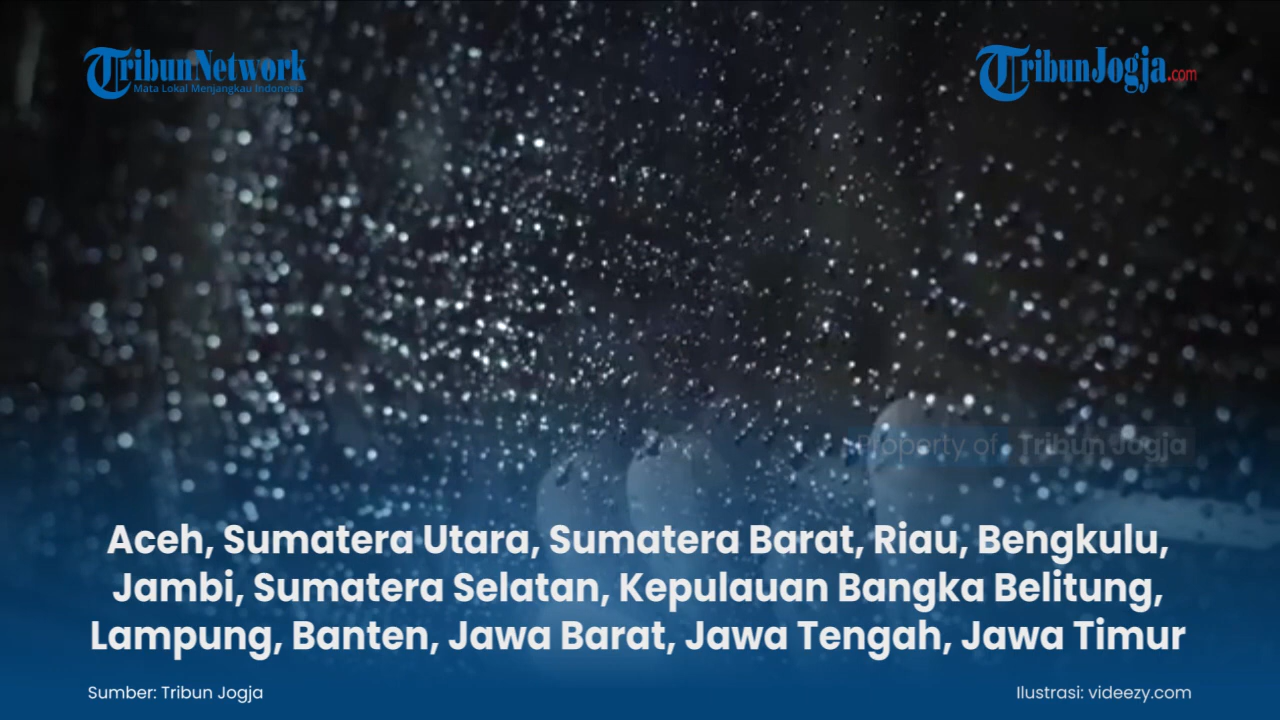 TribunNetwork
Mata Lokal Menjangkau Indonesia
TribunJogja.com
Property of Tribun Jogja
Aceh, Sumatera Utara, Sumatera Barat, Riau, Bengkulu,
Jambi, Sumatera Selatan, Kepulauan Bangka Belitung,
Lampung, Banten, Jawa Barat, Jawa Tengah, Jawa Timur
Sumber: Tribun Jogja
Ilustrasi: videezy.com